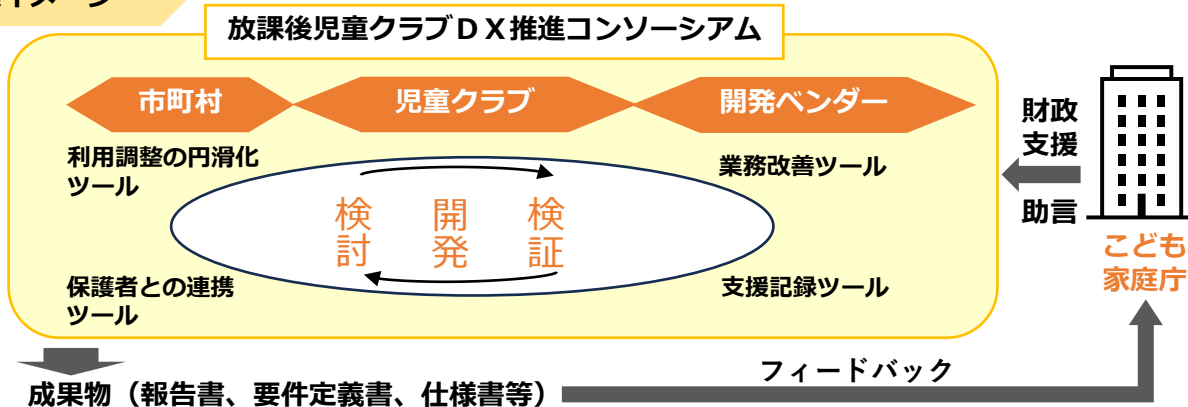 イメージ
放課後児童クラブＤＸ推進コンソーシアム
市町村
児童クラブ
開発ベンダー
利用調整の円滑化
ツール
業務改善ツール
検討
開発
検証
保護者との連携
ツール
支援記録ツール
財政
支援
助言
こども
家庭庁
成果物（報告書、要件定義書、仕様書等）
フィードバック